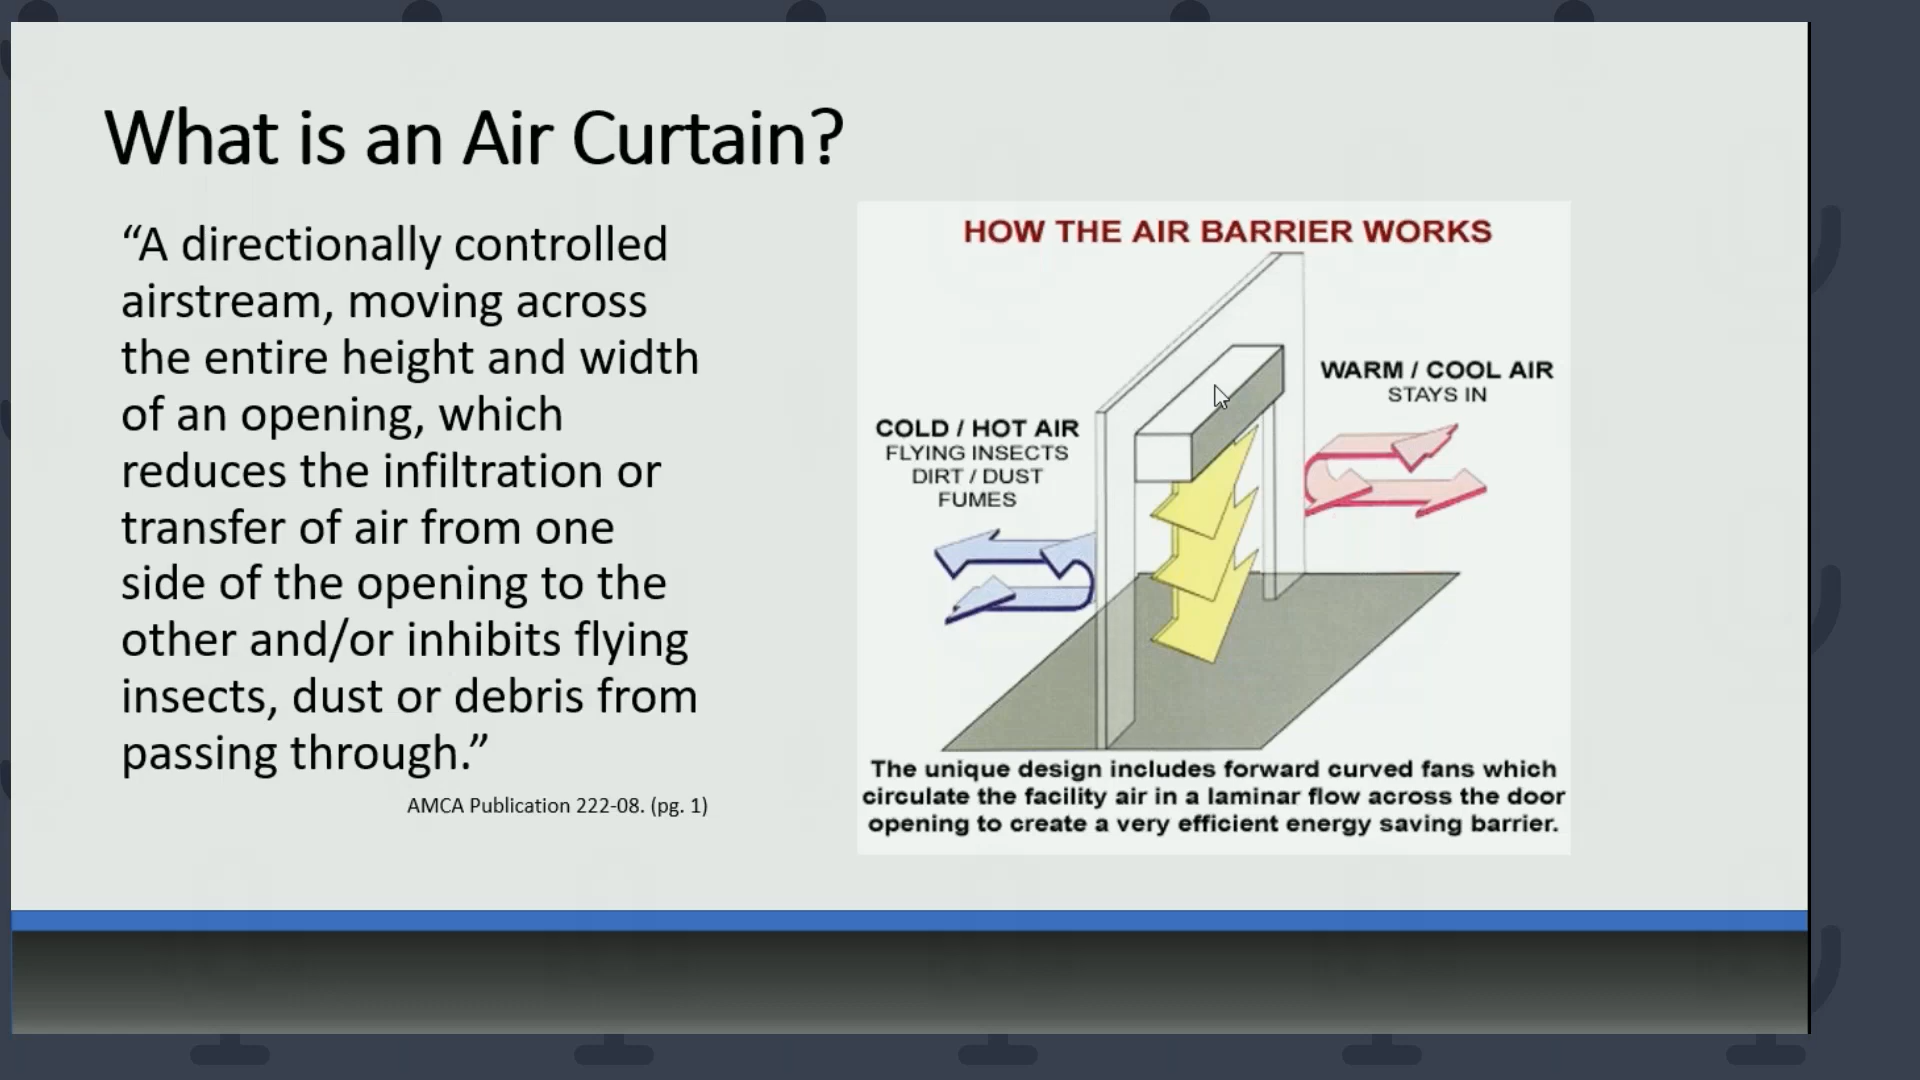 What is an Air Curtain?
“A directionally controlled
airstream, moving across
the entire height and width
of an opening, which
reduces the infiltration or
transfer of air from one
side of the opening to the
other and/or inhibits flying
insects, dust or debris from
passing through.”
AMCA Publication 222-08. (pg. 1)
HOW THE AIR BARRIER WORKS
WARM / COOL AIR
STAYS IN
COLD / HOT AIR
FLYING INSECTS
DIRT / DUST
FUMES
The unique design includes forward curved fans which
circulate the facility air in a laminar flow across the door
opening to create a very efficient energy saving barrier.